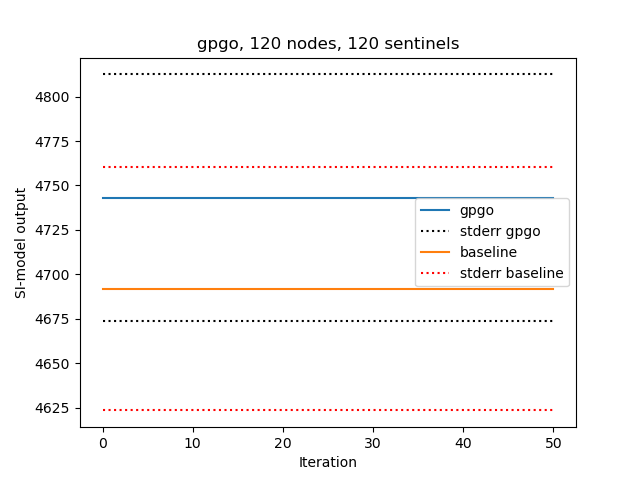 gpgo, 120 nodes, 120 sentinels
SI-model output
4800
4775
4750
4725
4700
4675
4650
4625
gpgo
stderr gpgo
baseline
stderr baseline
0 10 20 30 40 50
Iteration